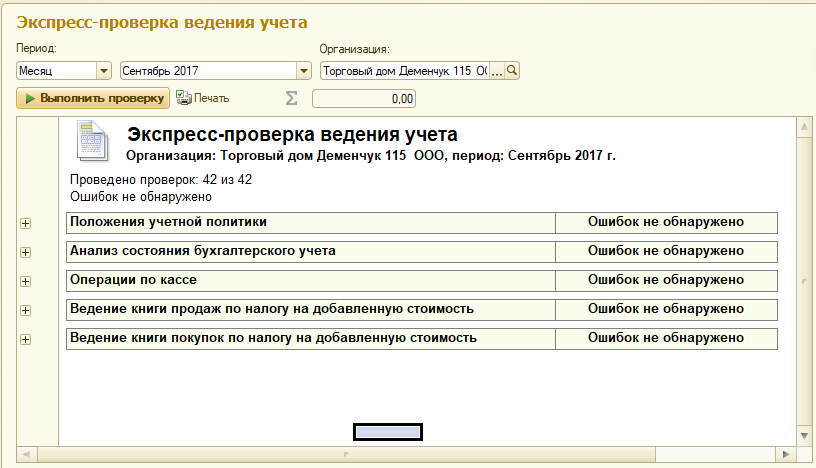 Экспресс-проверка ведения учета
Период: Организация:
Месяц Сентябрь 2017 Торговый дом Деменчук 115 ОО ...
Выполнить проверку Печать Σ 0,00
Экспресс-проверка ведения учета
Организация: Торговый дом Деменчук 115 ООО, период: Сентябрь 2017 г.
Проведено проверок: 42 из 42
Ошибок не обнаружено
Положения учетной политики Ошибок не обнаружено
Анализ состояния бухгалтерского учета Ошибок не обнаружено
Операции по кассе Ошибок не обнаружено
Ведение книги продаж по налогу на добавленную стоимость Ошибок не обнаружено
Ведение книги покупок по налогу на добавленную стоимость Ошибок не обнаружено